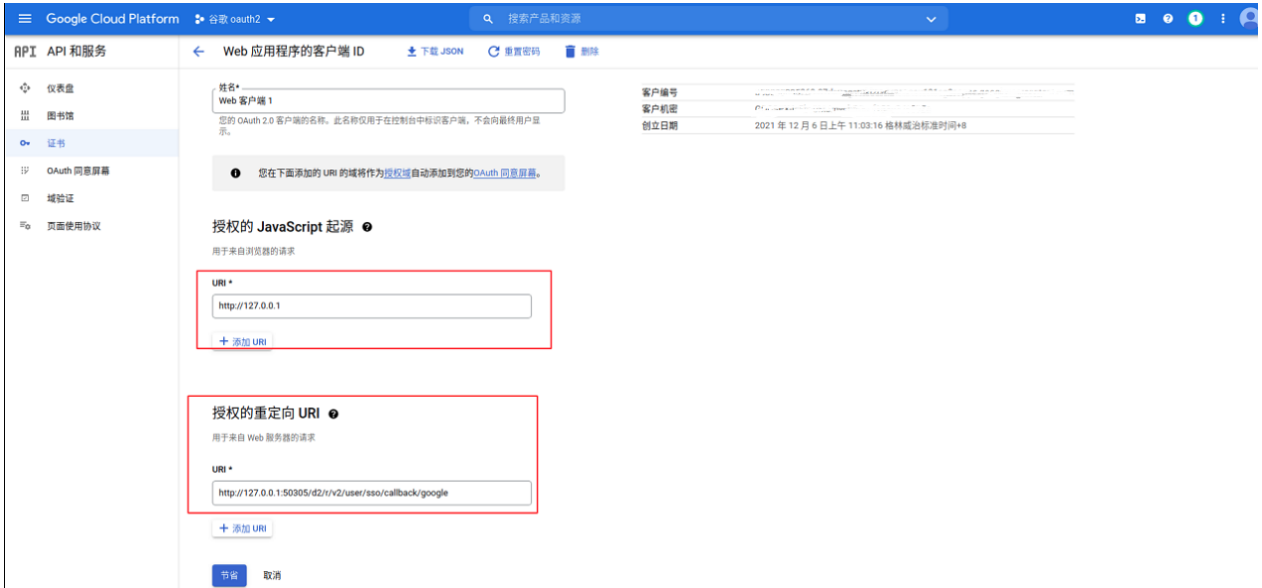 Google Cloud Platform
谷歌 oauth2
搜索产品和资源
1
API API 和服务
Web 应用程序的客户端 ID
下载 JSON
重置密码
删除
仪表盘
图书馆
证书
OAuth 同意屏幕
域验证
页面使用协议
姓名*
Web 客户端 1
您的 OAuth 2.0 客户端的名称。此名称仅用于在控制台中标识客户端，不会向最终用户显
示。
您在下面添加的 URI 的域将作为授权域自动添加到您的OAuth 同意屏幕。
授权的 JavaScript 起源
用于来自浏览器的请求
URI *
http://127.0.0.1
添加 URI
授权的重定向 URI
用于来自 Web 服务器的请求
URI *
http://127.0.0.1:50305/d2/r/v2/user/sso/callback/google
添加 URI
节省 取消
客户编号
客户机密
创立日期 2021 年 12 月 6 日上午 11:03:16 格林威治标准时间+8